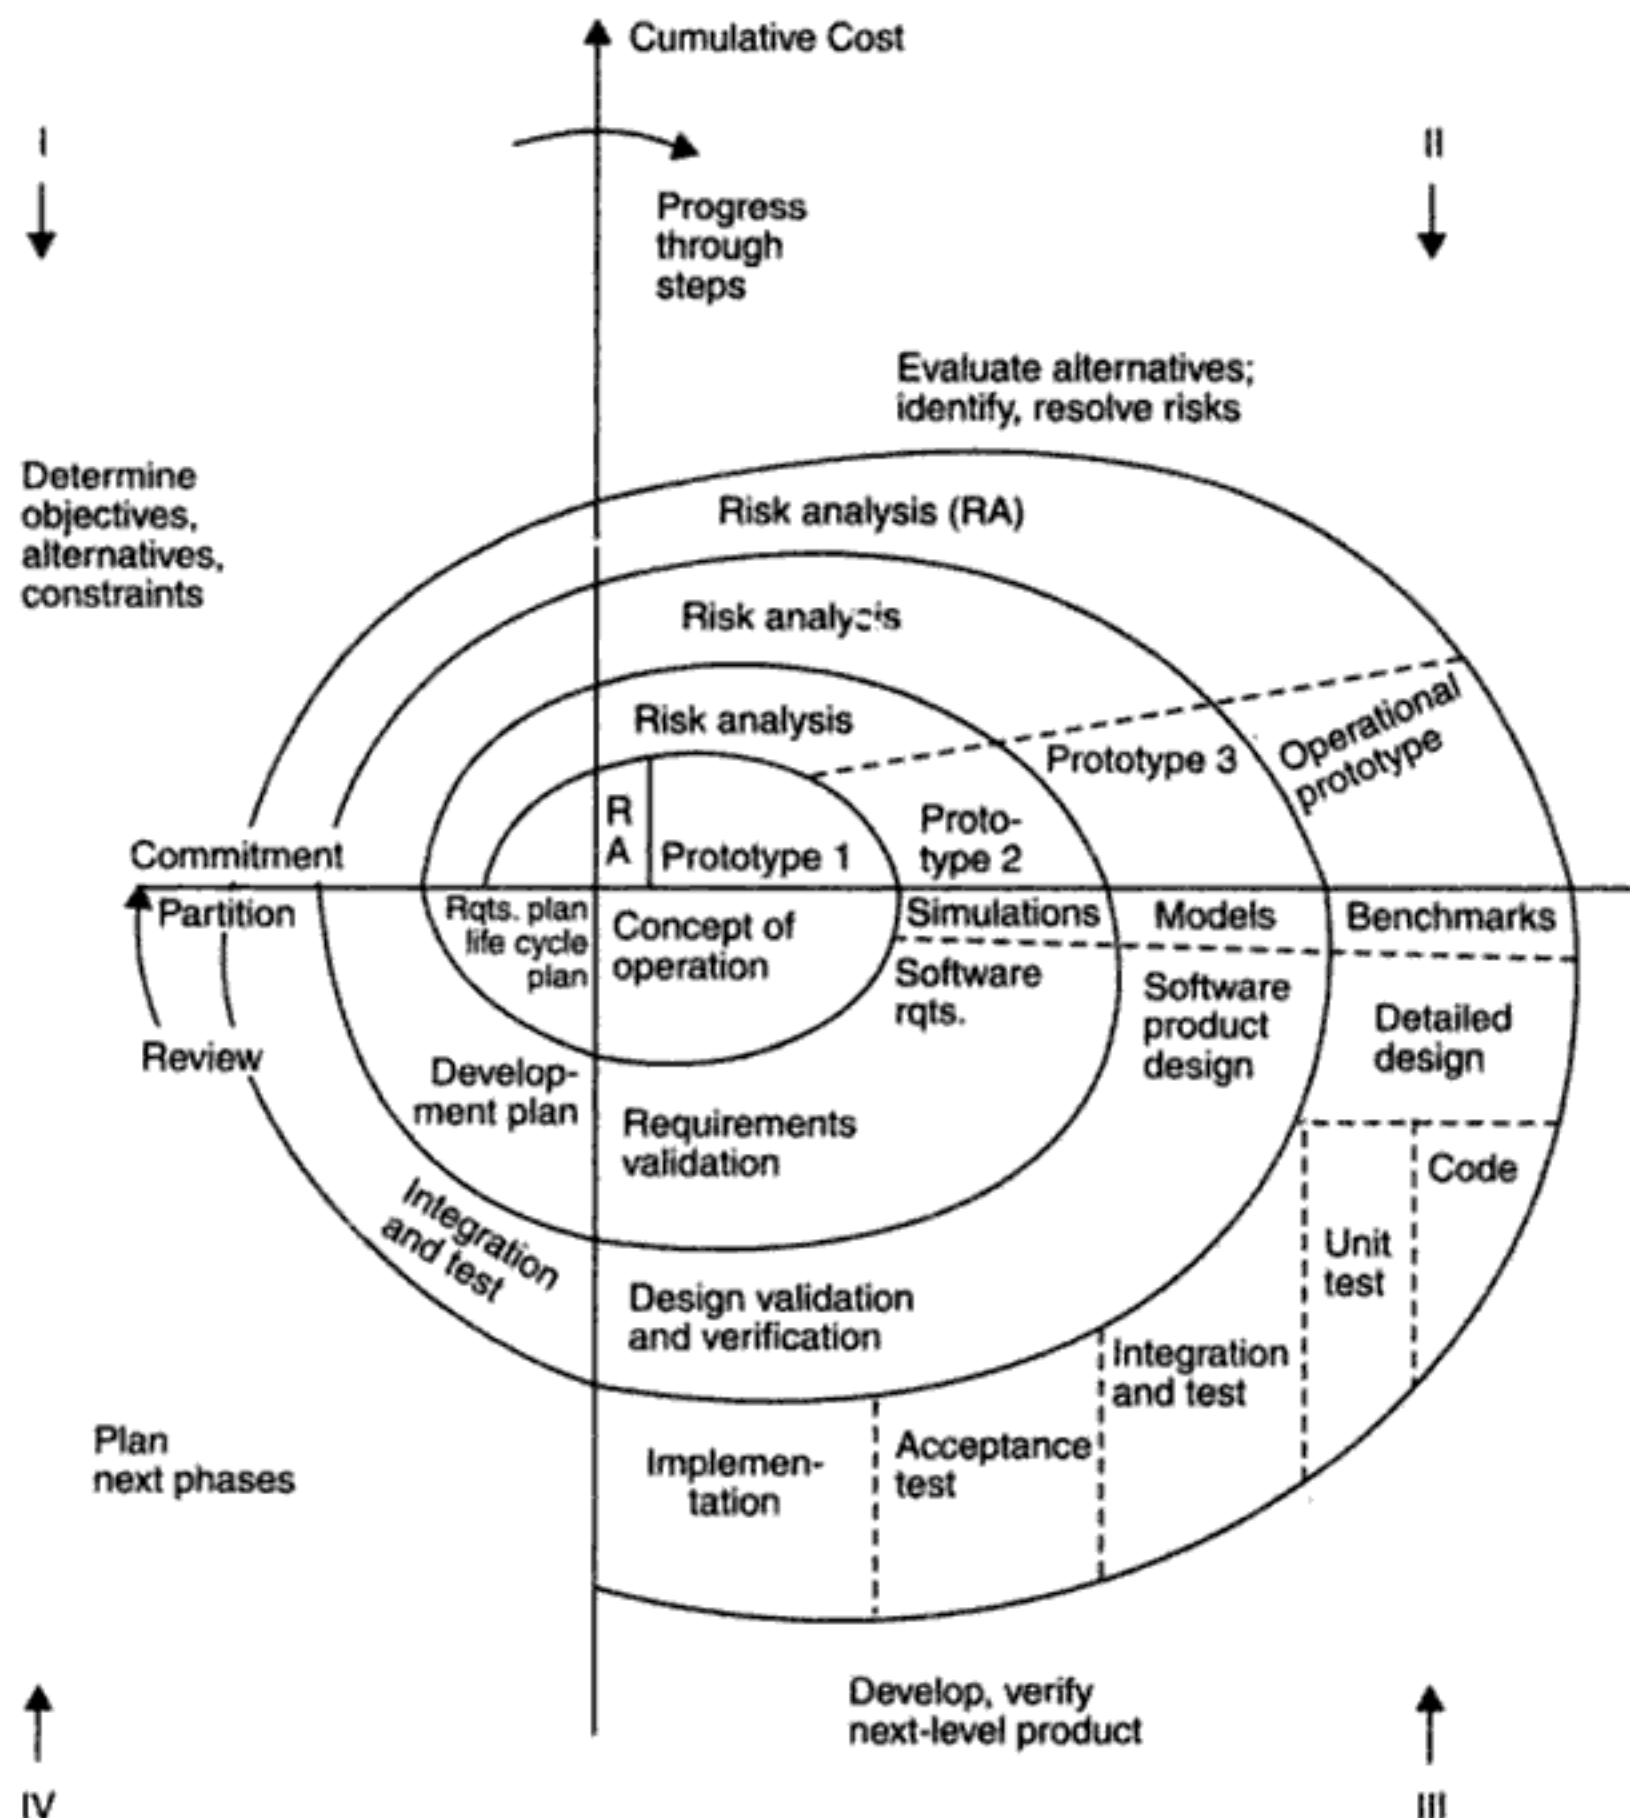 Cumulative Cost
I
II
Progress
through
steps
Evaluate alternatives;
identify, resolve risks
Determine
objectives,
alternatives,
constraints
Risk analysis (RA)
Risk analysis
Risk analysis
R
A
Prototype 1
Proto-
type 2
Prototype 3
Operational
prototype
Commitment
Partition
Review
Rqts. plan
life cycle
plan
Concept of
operation
Simulations
Models
Benchmarks
Software
rqts.
Software
product
design
Detailed
design
Develop-
ment plan
Requirements
validation
Code
Unit
test
Integration
and test
Design validation
and verification
Integration
and test
Acceptance
test
Implemen-
tation
Plan
next phases
Develop, verify
next-level product
IV
III